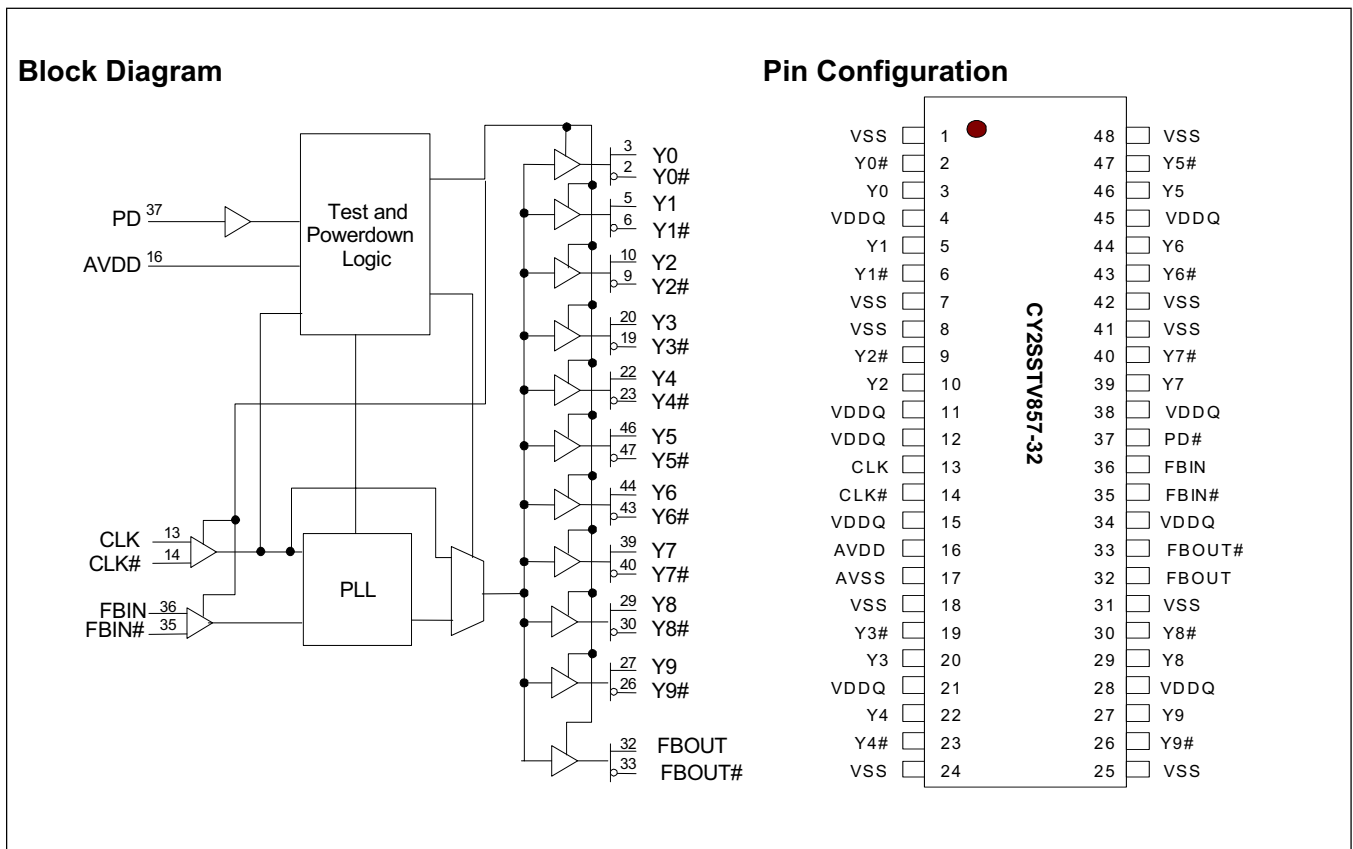 Block Diagram
PD 37
AVDD 16
Test and
Powerdown
Logic
CLK 13
CLK# 14
FBIN 36
FBIN# 35
PLL
3 Y0
2 Y0#
5 Y1
6 Y1#
10 Y2
9 Y2#
20 Y3
19 Y3#
22 Y4
23 Y4#
46 Y5
47 Y5#
44 Y6
43 Y6#
39 Y7
40 Y7#
29 Y8
30 Y8#
27 Y9
26 Y9#
32 FBOUT
33 FBOUT#
Pin Configuration
VSS 1 48 VSS
Y0# 2 47 Y5#
Y0 3 46 Y5
VDDQ 4 45 VDDQ
Y1 5 44 Y6
Y1# 6 43 Y6#
VSS 7 42 VSS
VSS 8 41 VSS
Y2# 9 40 Y7#
Y2 10 39 Y7
VDDQ 11 38 VDDQ
VDDQ 12 37 PD#
CLK 13 36 FBIN
CLK# 14 35 FBIN#
VDDQ 15 34 VDDQ
AVDD 16 33 FBOUT#
AVSS 17 32 FBOUT
VSS 18 31 VSS
Y3# 19 30 Y8#
Y3 20 29 Y8
VDDQ 21 28 VDDQ
Y4 22 27 Y9
Y4# 23 26 Y9#
VSS 24 25 VSS
CY2SSTV857-32